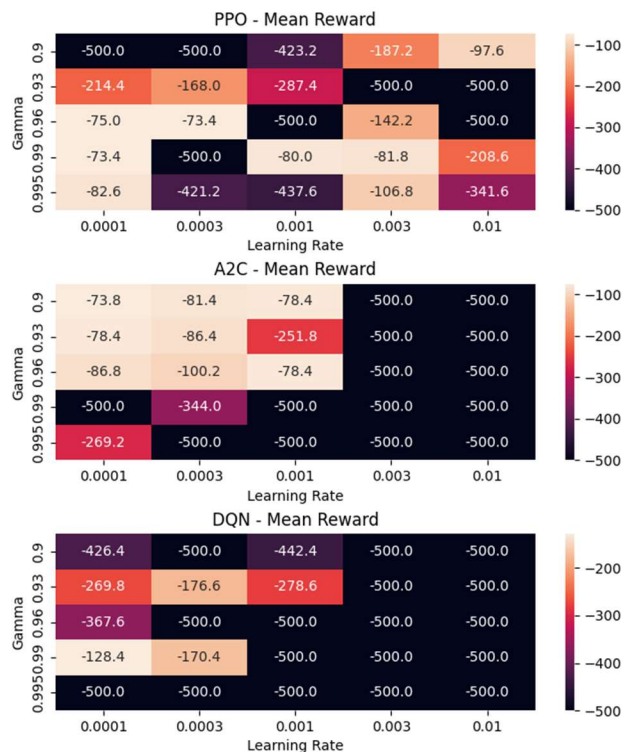 PPO - Mean Reward
Gamma
0.9 -500.0 -500.0 -423.2 -187.2 -97.6
0.93 -214.4 -168.0 -287.4 -500.0 -500.0
0.96 -75.0 -73.4 -500.0 -142.2 -500.0
0.99 -73.4 -500.0 -80.0 -81.8 -208.6
0.995 -82.6 -421.2 -437.6 -106.8 -341.6
0.0001 0.0003 0.001 0.003 0.01
Learning Rate
−100
−200
−300
−400
−500
A2C - Mean Reward
Gamma
0.9 -73.8 -81.4 -78.4 -500.0 -500.0
0.93 -78.4 -86.4 -251.8 -500.0 -500.0
0.96 -86.8 -100.2 -78.4 -500.0 -500.0
0.99 -500.0 -344.0 -500.0 -500.0 -500.0
0.995 -269.2 -500.0 -500.0 -500.0 -500.0
0.0001 0.0003 0.001 0.003 0.01
Learning Rate
−100
−200
−300
−400
−500
DQN - Mean Reward
Gamma
0.9 -426.4 -500.0 -442.4 -500.0 -500.0
0.93 -269.8 -176.6 -278.6 -500.0 -500.0
0.96 -367.6 -500.0 -500.0 -500.0 -500.0
0.99 -128.4 -170.4 -500.0 -500.0 -500.0
0.995 -500.0 -500.0 -500.0 -500.0 -500.0
0.0001 0.0003 0.001 0.003 0.01
Learning Rate
−200
−300
−400
−500